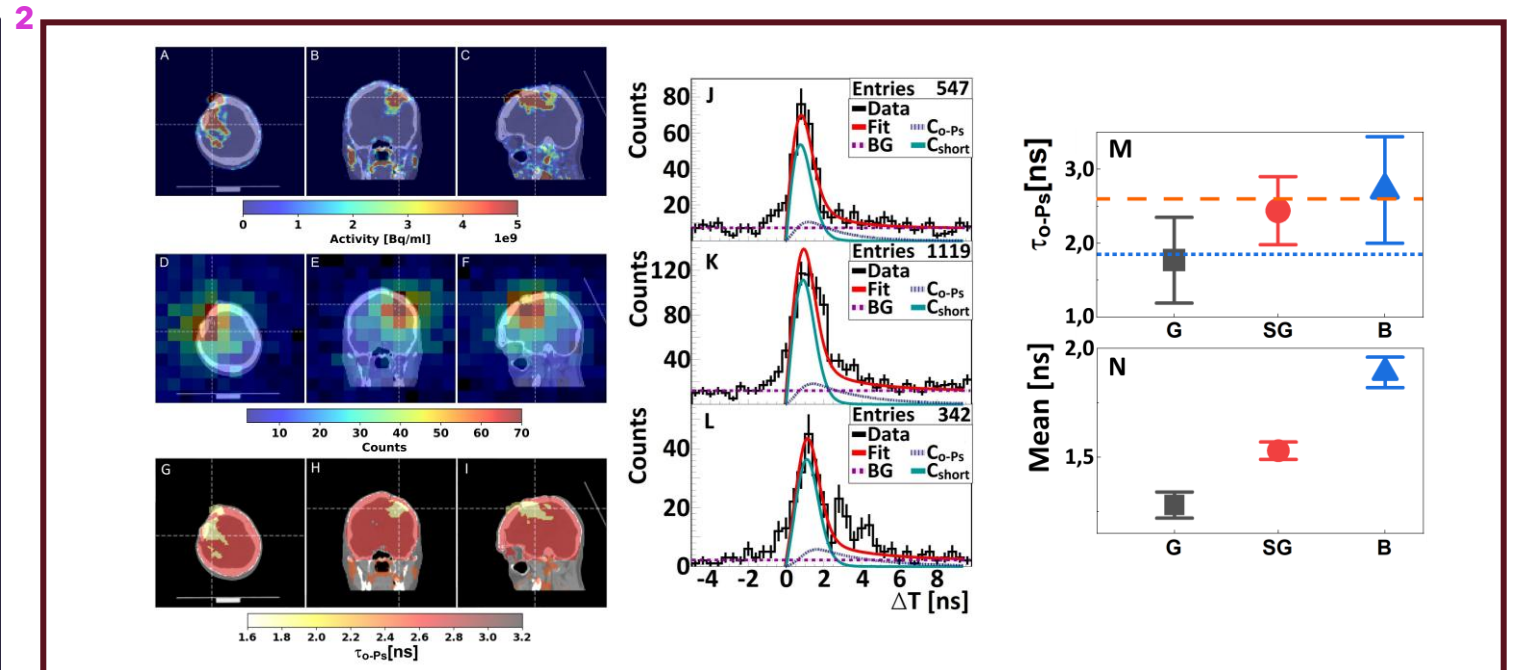 2
A
B
C
0 1 2 3 4 5
Activity [Bq/ml] 1e9
D
E
F
10 20 30 40 50 60 70
Counts
G
H
I
1.6 1.8 2.0 2.2 2.4 2.6 2.8 3.0 3.2
τo-Ps[ns]
J
Entries 547
Data
Fit Co-Ps
BG Cshort
Counts
80
60
40
20
K
Entries 1119
Data
Fit Co-Ps
BG Cshort
Counts
120
80
40
L
Entries 342
Data
Fit Co-Ps
BG Cshort
Counts
40
20
0
-4 -2 0 2 4 6 8
ΔT [ns]
M
τo-Ps[ns]
3,0
2,0
1,0
G SG B
N
Mean [ns]
2,0
1,5
G SG B